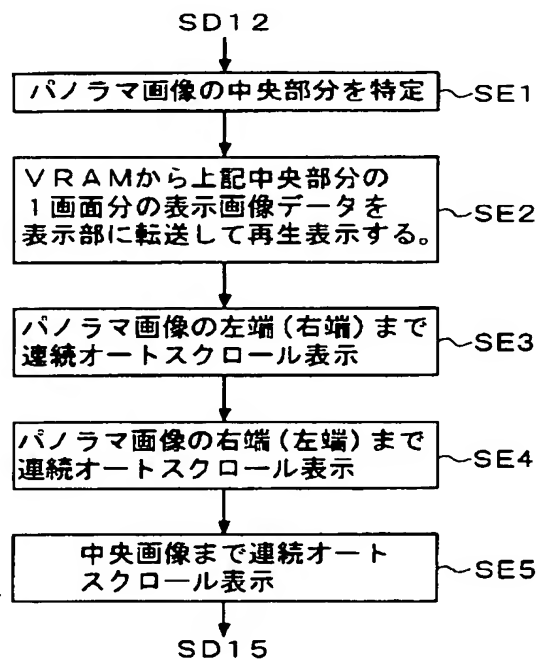 SD12
パノラマ画像の中央部分を特定
SE1
VRAMから上記中央部分の
1画面分の表示画像データを
表示部に転送して再生表示する。
SE2
パノラマ画像の左端(右端)まで
連続オートスクロール表示
SE3
パノラマ画像の右端(左端)まで
連続オートスクロール表示
SE4
中央画像まで連続オート
スクロール表示
SE5
SD15